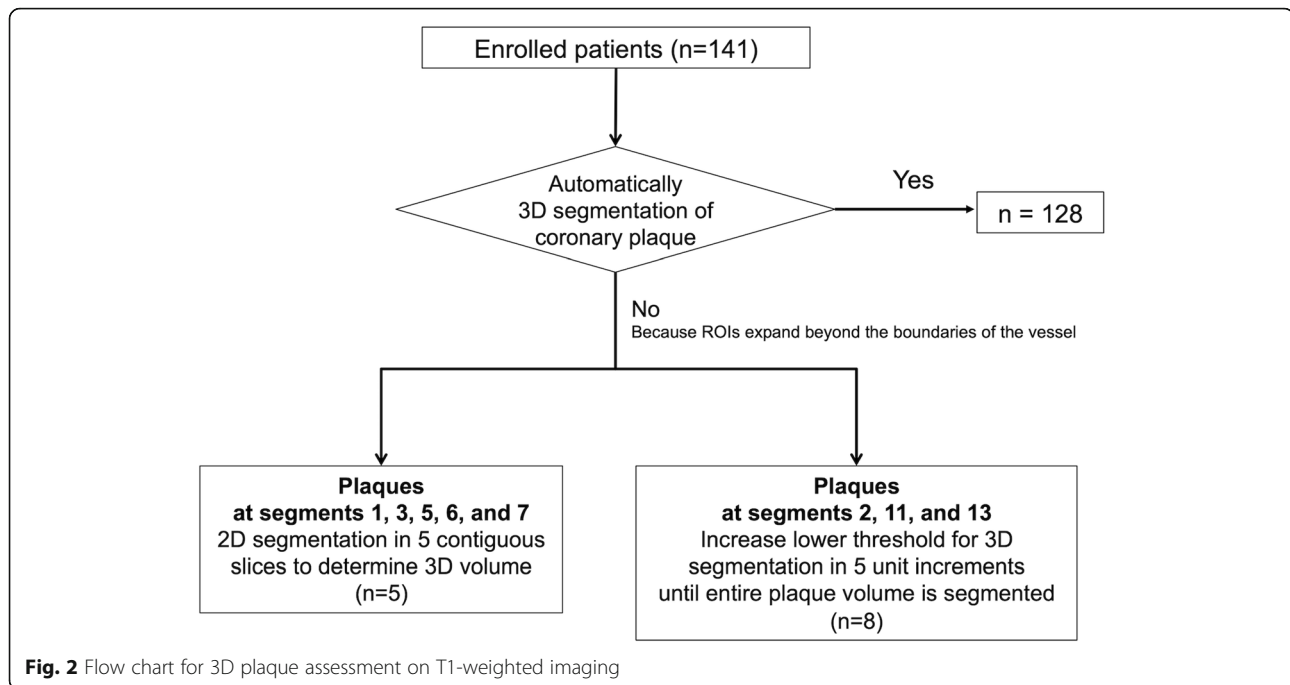 Enrolled patients (n=141)
Automatically
3D segmentation of
coronary plaque
Yes
n = 128
No
Because ROIs expand beyond the boundaries of the vessel
Plaques
at segments 1, 3, 5, 6, and 7
2D segmentation in 5 contiguous
slices to determine 3D volume
(n=5)
Plaques
at segments 2, 11, and 13
Increase lower threshold for 3D
segmentation in 5 unit increments
until entire plaque volume is segmented
(n=8)
Fig. 2 Flow chart for 3D plaque assessment on T1-weighted imaging